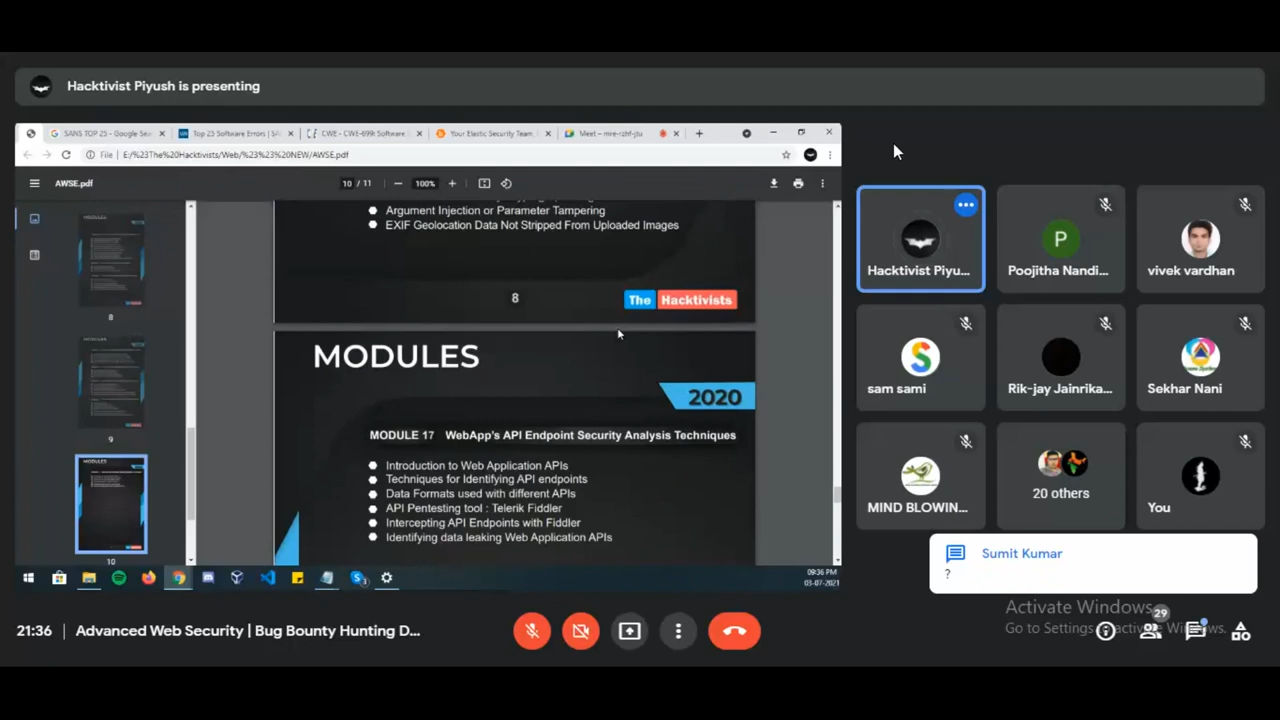 Hacktivist Piyush is presenting
SANS TOP 25 - Google Sea
Top 25 Software Errors | SA
CWE - CWE-699: Software
Your Elastic Security Team
Meet – mre-rzhf-jtu
File | E:/%23The%20Hacktivists/Web/%23%23%20NEW/AWSE.pdf
AWSE.pdf
10 / 11
100%
Argument Injection or Parameter Tampering
EXIF Geolocation Data Not Stripped From Uploaded Images
8
The Hacktivists
MODULES
2020
MODULE 17 WebApp's API Endpoint Security Analysis Techniques
Introduction to Web Application APIs
Techniques for Identifying API endpoints
Data Formats used with different APIs
API Pentesting tool : Telerik Fiddler
Intercepting API Endpoints with Fiddler
Identifying data leaking Web Application APIs
MODULES
8
MODULES
9
MODULES
10
09:36 PM
03-07-2021
Hacktivist Piyu...
P
Poojitha Nandi...
vivek vardhan
S
sam sami
Rik-jay Jainrika...
Sekhar Nani
MIND BLOWIN...
20 others
You
Sumit Kumar
?
Activate Windows
Go to Settings to activate Windows.
29
21:36 | Advanced Web Security | Bug Bounty Hunting D...